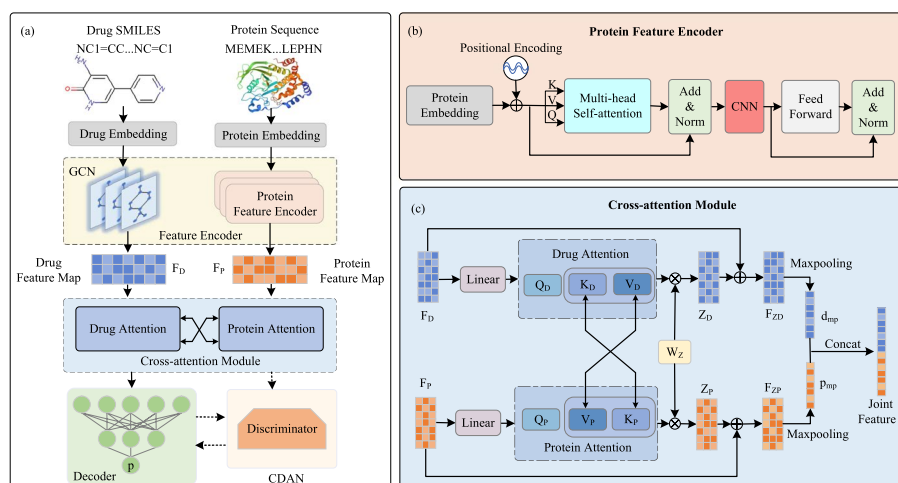 (a)
Drug SMILES
NC1=CC...NC=C1
Protein Sequence
MEMEK...LEPHN
Drug Embedding
Protein Embedding
GCN
Protein
Feature Encoder
Feature Encoder
Drug
Feature Map
F_D
F_P
Protein
Feature Map
Drug Attention
Protein Attention
Cross-attention Module
p
Decoder
Discriminator
CDAN
(b)
Protein Feature Encoder
Positional Encoding
Protein
Embedding
K
V
Q
Multi-head
Self-attention
Add
&
Norm
CNN
Feed
Forward
Add
&
Norm
(c)
Cross-attention Module
F_D
Linear
Drug Attention
Q_D
K_D
V_D
Z_D
F_ZD
Maxpooling
d_mp
W_Z
Concat
Joint
Feature
F_P
Linear
Q_P
V_P
K_P
Protein Attention
Z_P
F_ZP
p_mp
Maxpooling